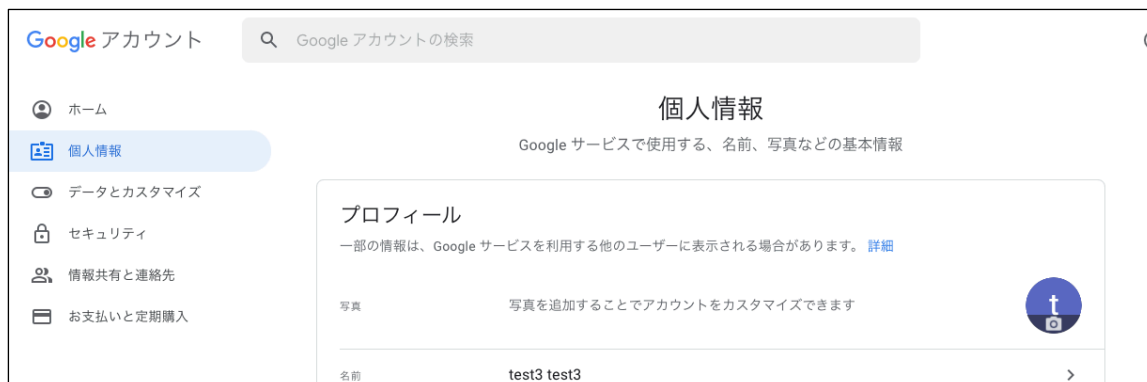 Google アカウント
Google アカウントの検索
ホーム
個人情報
データとカスタマイズ
セキュリティ
情報共有と連絡先
お支払いと定期購入
個人情報
Google サービスで使用する、名前、写真などの基本情報
プロフィール
一部の情報は、Google サービスを利用する他のユーザーに表示される場合があります。 詳細
写真 写真を追加することでアカウントをカスタマイズできます t
名前 test3 test3